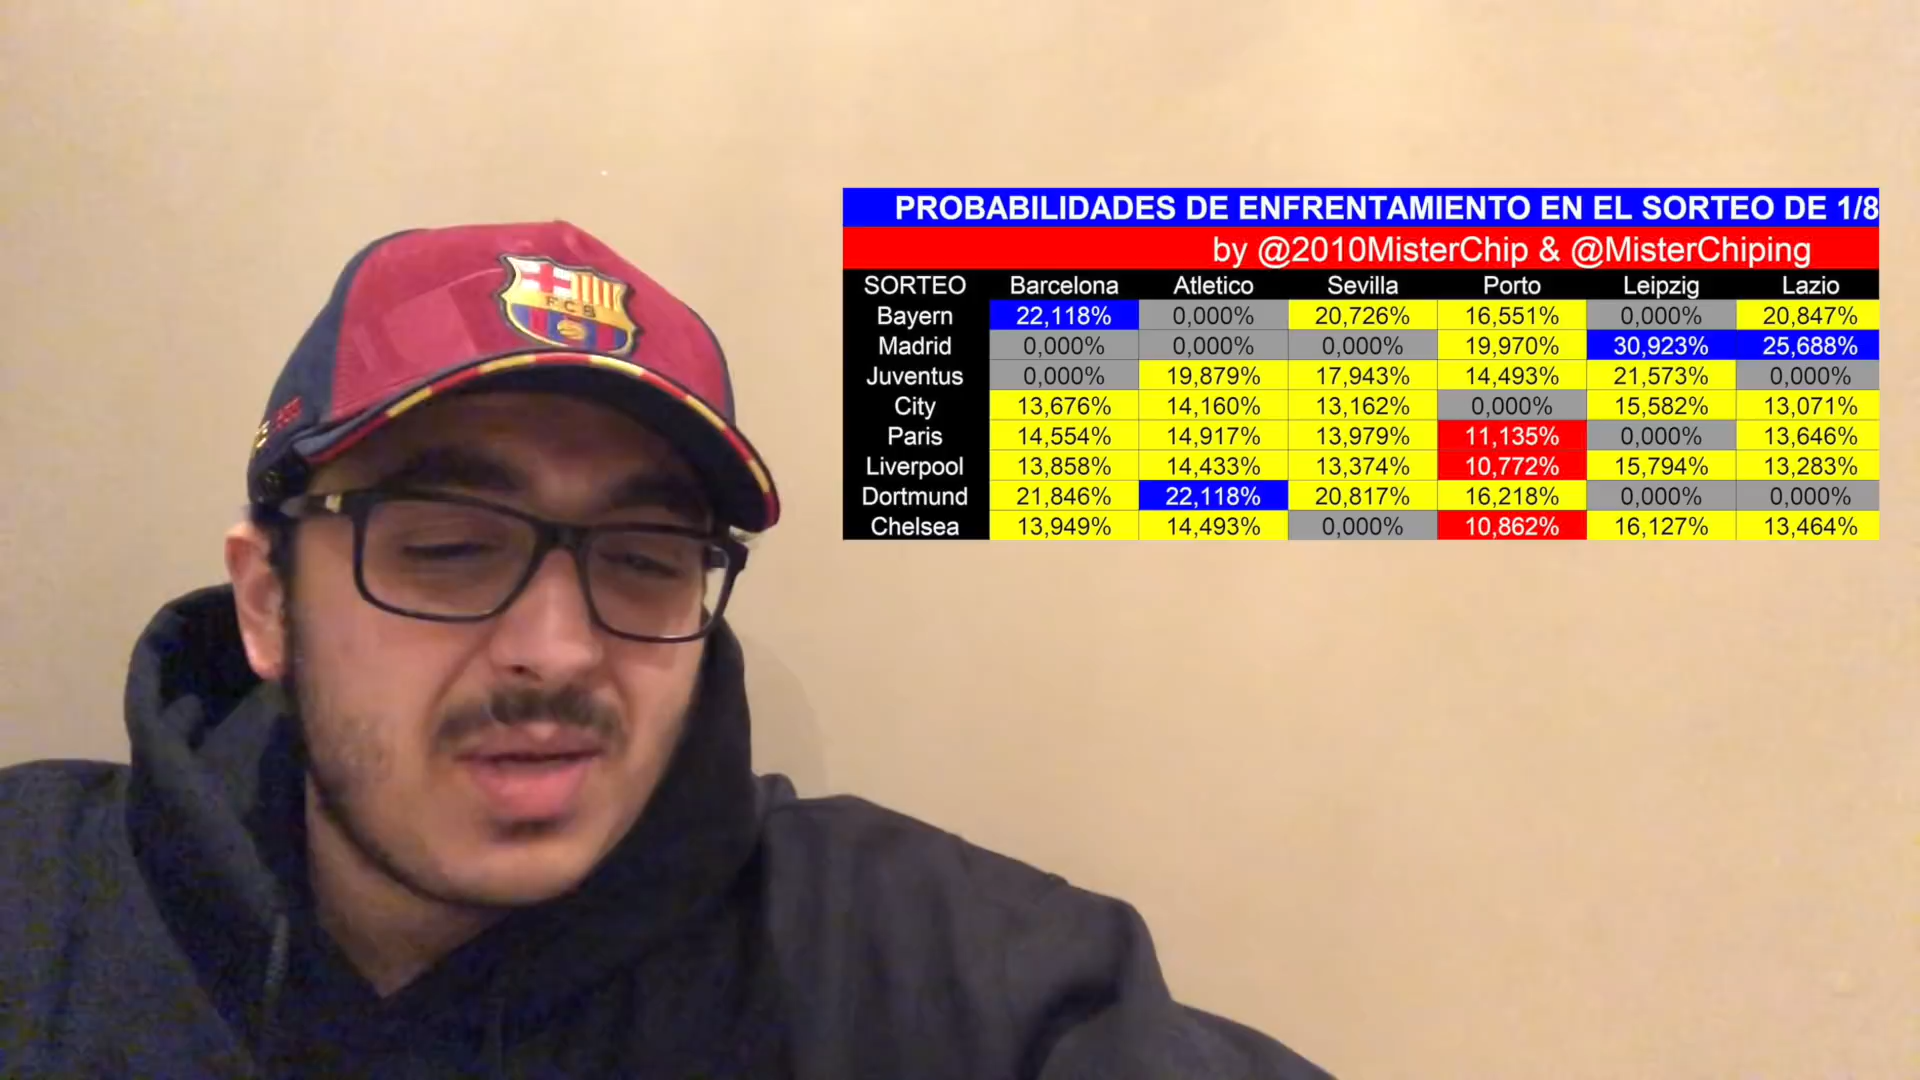 PROBABILIDADES DE ENFRENTAMIENTO EN EL SORTEO DE 1/8
by @2010MisterChip & @MisterChiping
SORTEO Barcelona Atletico Sevilla Porto Leipzig Lazio
Bayern 22,118% 0,000% 20,726% 16,551% 0,000% 20,847%
Madrid 0,000% 0,000% 0,000% 19,970% 30,923% 25,688%
Juventus 0,000% 19,879% 17,943% 14,493% 21,573% 0,000%
City 13,676% 14,160% 13,162% 0,000% 15,582% 13,071%
Paris 14,554% 14,917% 13,979% 11,135% 0,000% 13,646%
Liverpool 13,858% 14,433% 13,374% 10,772% 15,794% 13,283%
Dortmund 21,846% 22,118% 20,817% 16,218% 0,000% 0,000%
Chelsea 13,949% 14,493% 0,000% 10,862% 16,127% 13,464%
FCB